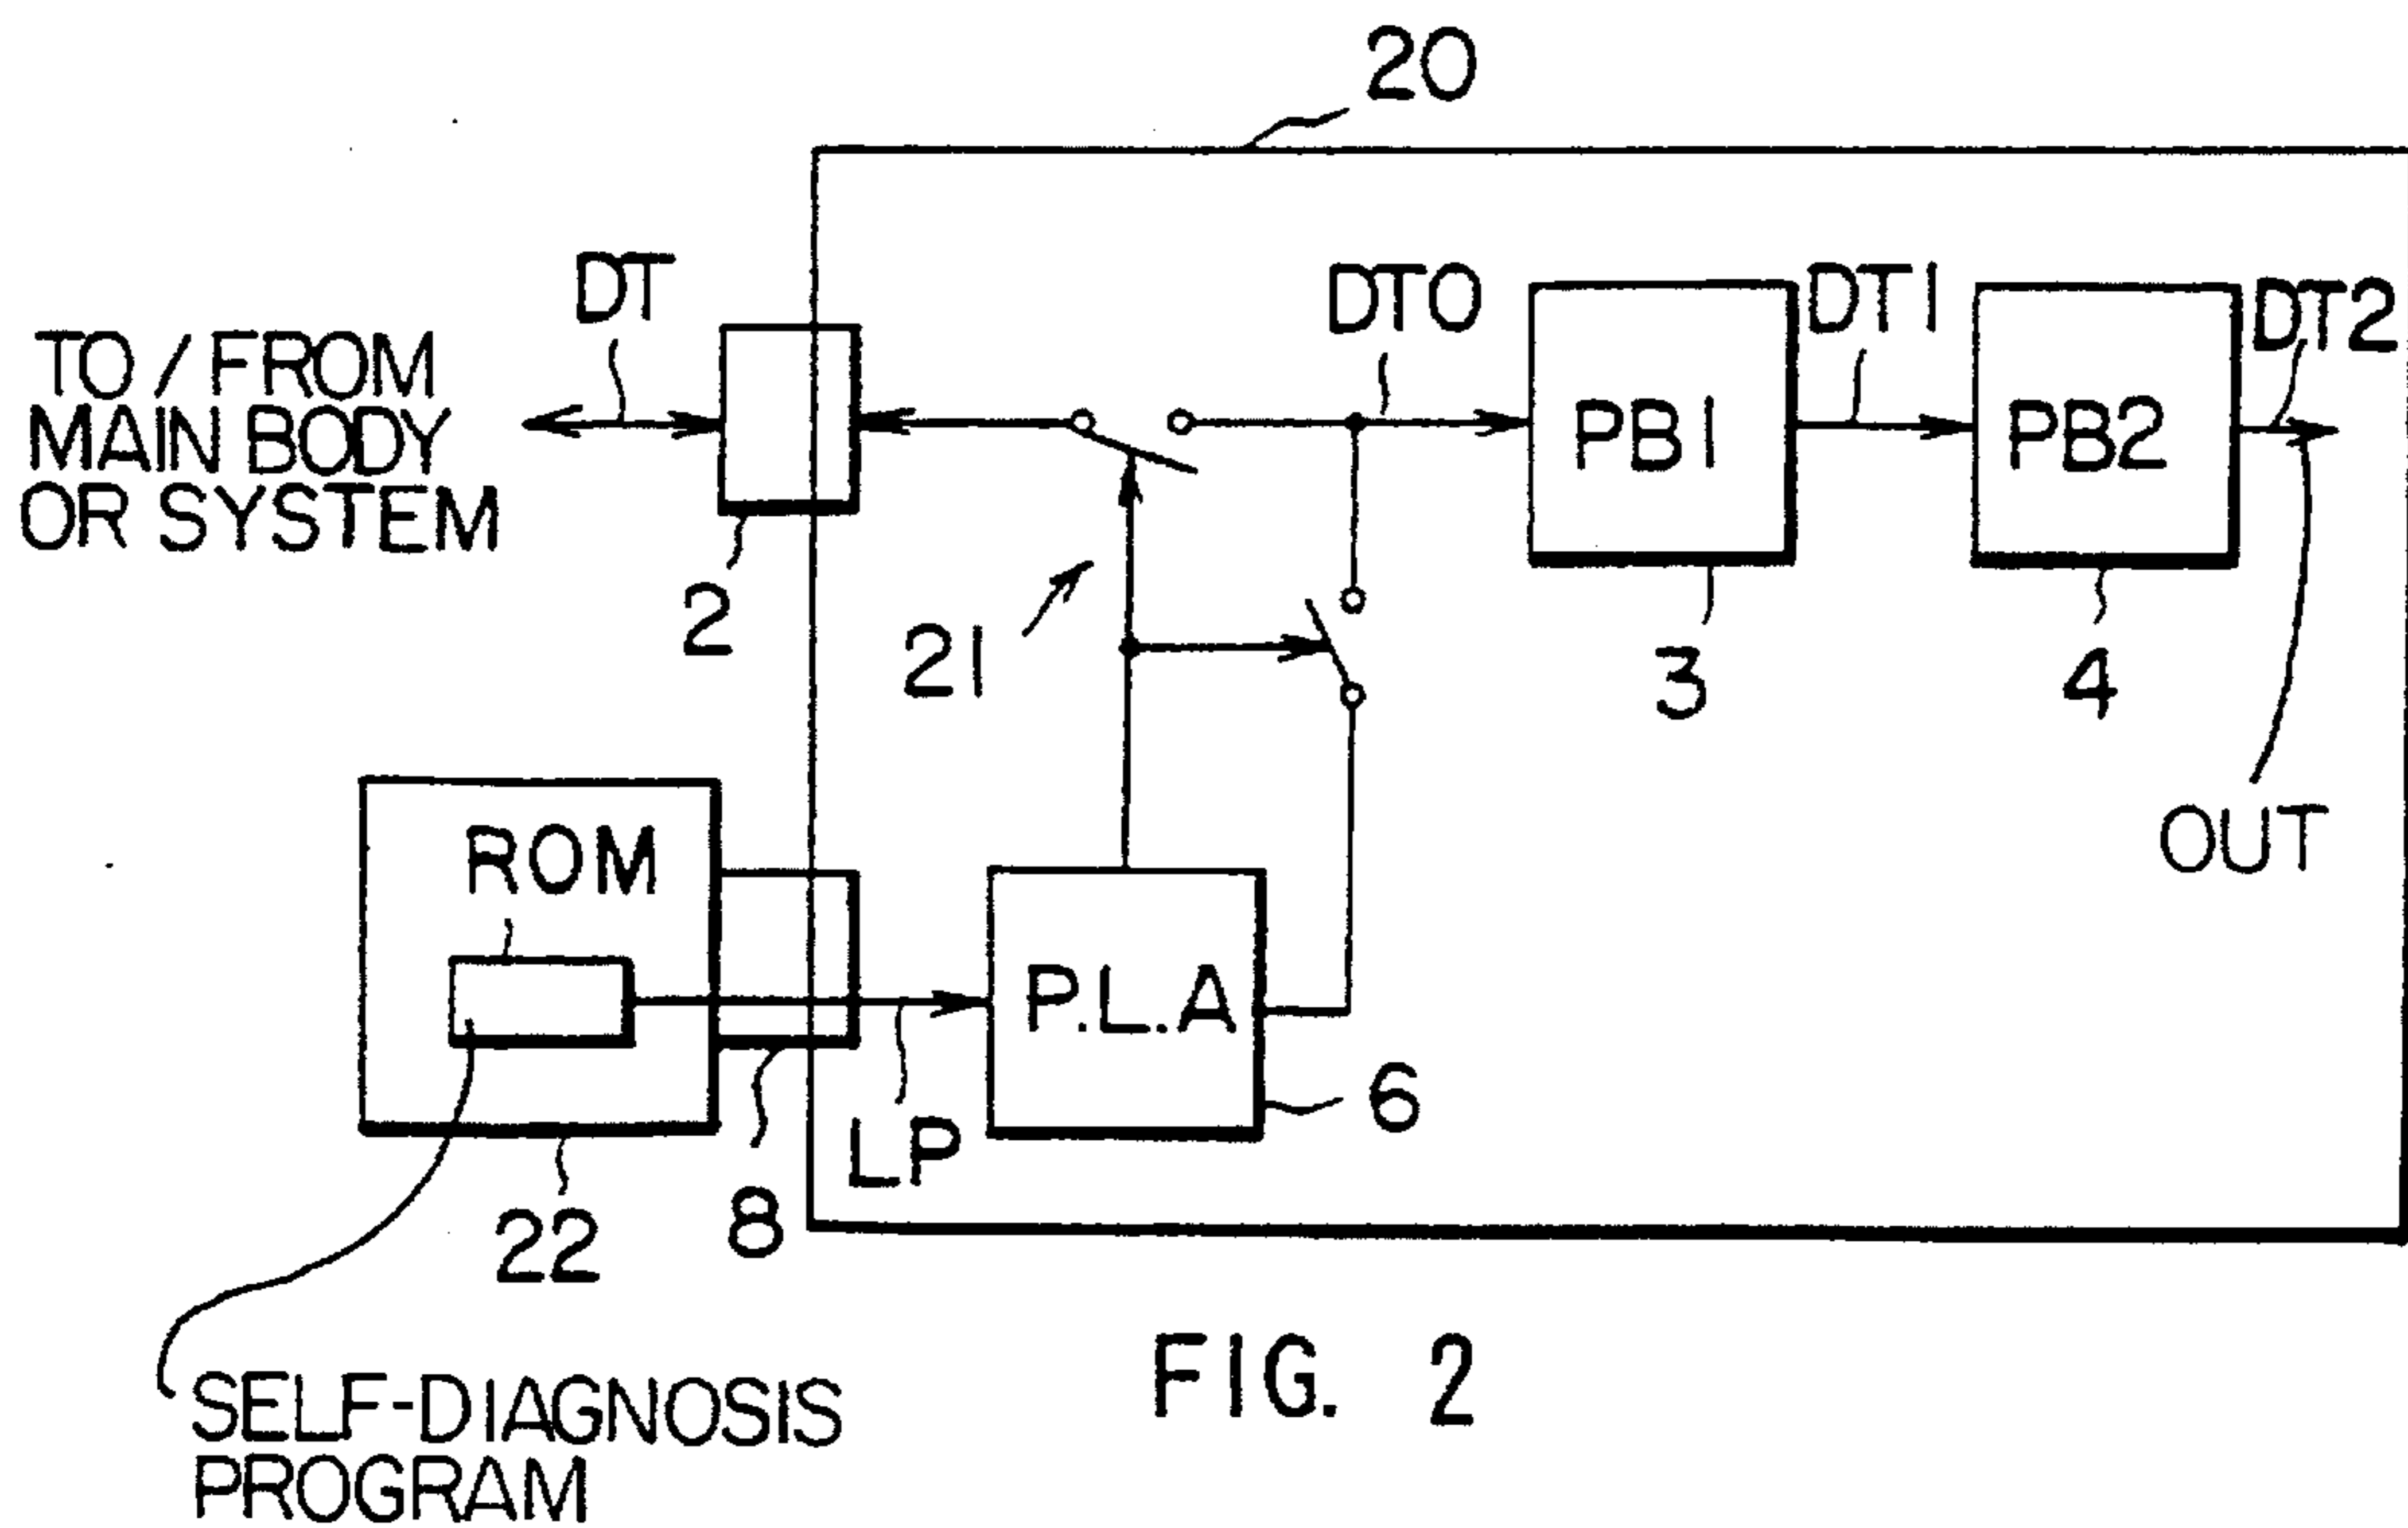 20
DT
DT0
DT1
DT2
TO / FROM
MAIN BODY
OR SYSTEM
PB1
PB2
2
21
3
4
OUT
ROM
P.L.A
6
LP
8
22
SELF-DIAGNOSIS
PROGRAM
FIG. 2